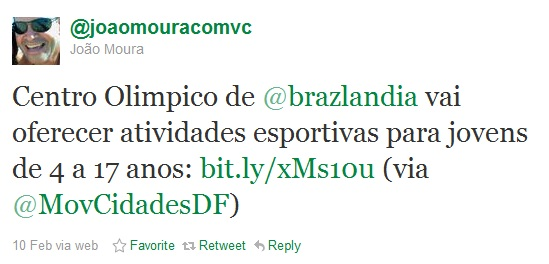 @joaomouracomvc
João Moura
Centro Olimpico de @brazlandia vai
oferecer atividades esportivas para jovens
de 4 a 17 anos: bit.ly/xMs10u (via
@MovCidadesDF)
10 Feb via web Favorite Retweet Reply